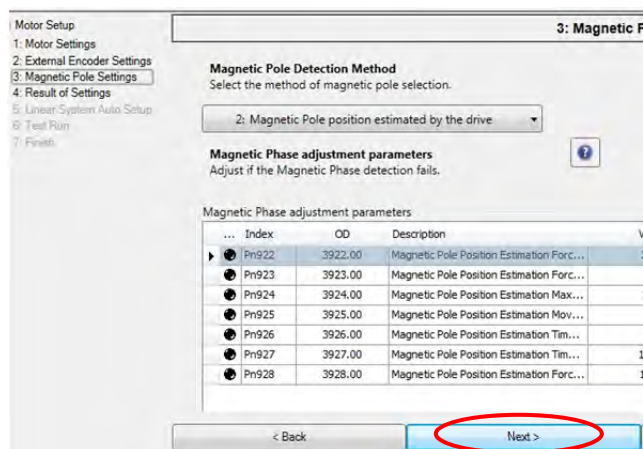 Motor Setup
1: Motor Settings
2: External Encoder Settings
3: Magnetic Pole Settings
4: Result of Settings
5: Linear System Auto Setup
6: Test Run
7: Finish
3: Magnetic P
Magnetic Pole Detection Method
Select the method of magnetic pole selection.
2: Magnetic Pole position estimated by the drive
Magnetic Phase adjustment parameters
Adjust if the Magnetic Phase detection fails.
?
Magnetic Phase adjustment parameters
... Index OD Description V
Pn922 3922.00 Magnetic Pole Position Estimation Forc...
Pn923 3923.00 Magnetic Pole Position Estimation Forc...
Pn924 3924.00 Magnetic Pole Position Estimation Max...
Pn925 3925.00 Magnetic Pole Position Estimation Mov...
Pn926 3926.00 Magnetic Pole Position Estimation Tim...
Pn927 3927.00 Magnetic Pole Position Estimation Tim... 1
Pn928 3928.00 Magnetic Pole Position Estimation Forc... 1
< Back Next >